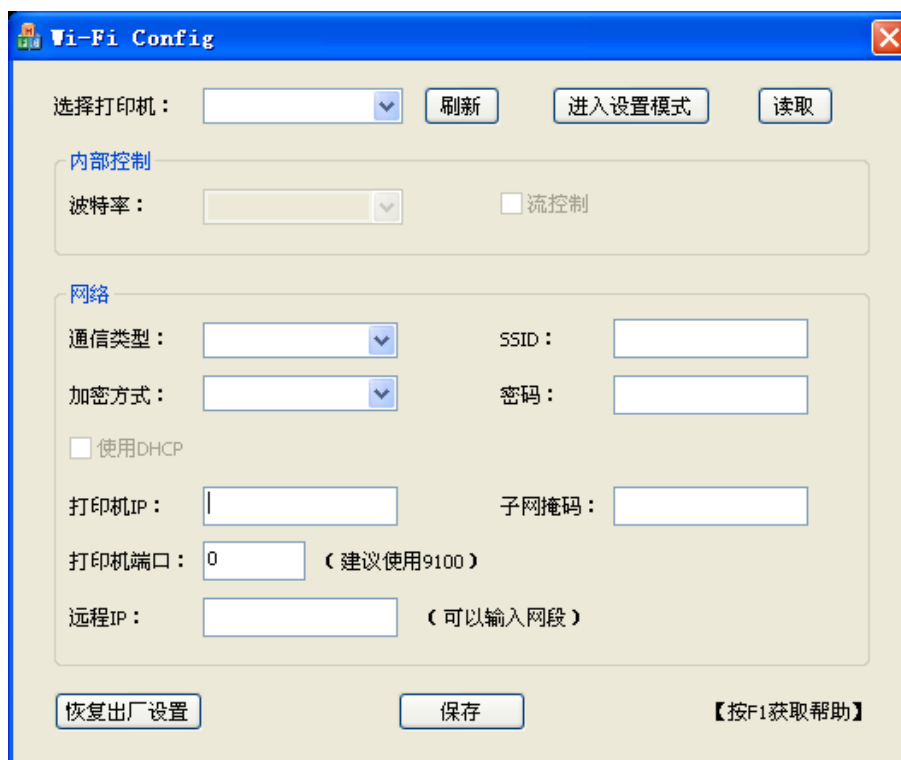 Wi-Fi Config
选择打印机： 刷新 进入设置模式 读取
内部控制
波特率： 流控制
网络
通信类型： SSID：
加密方式： 密码：
使用DHCP
打印机IP： 子网掩码：
打印机端口： 0 （建议使用9100）
远程IP： （可以输入网段）
恢复出厂设置 保存 【按F1获取帮助】